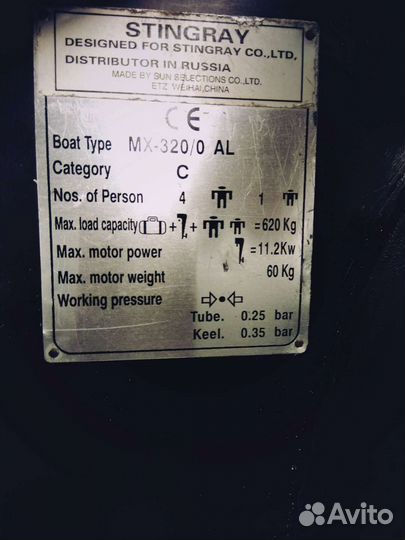 STINGRAY
DESIGNED FOR STINGRAY CO.,LTD,
DISTRIBUTOR IN RUSSIA
MADE BY SUN SELECTIONS CO.,LTD.
ETZ WEIHAI,CHINA
CE
Boat Type MX-320/0 AL
Category C
Nos. of Person 4 1
Max. load capacity + + =620 Kg
Max. motor power =11.2Kw
Max. motor weight 60 Kg
Working pressure
Tube. 0.25 bar
Keel. 0.35 bar
Avito